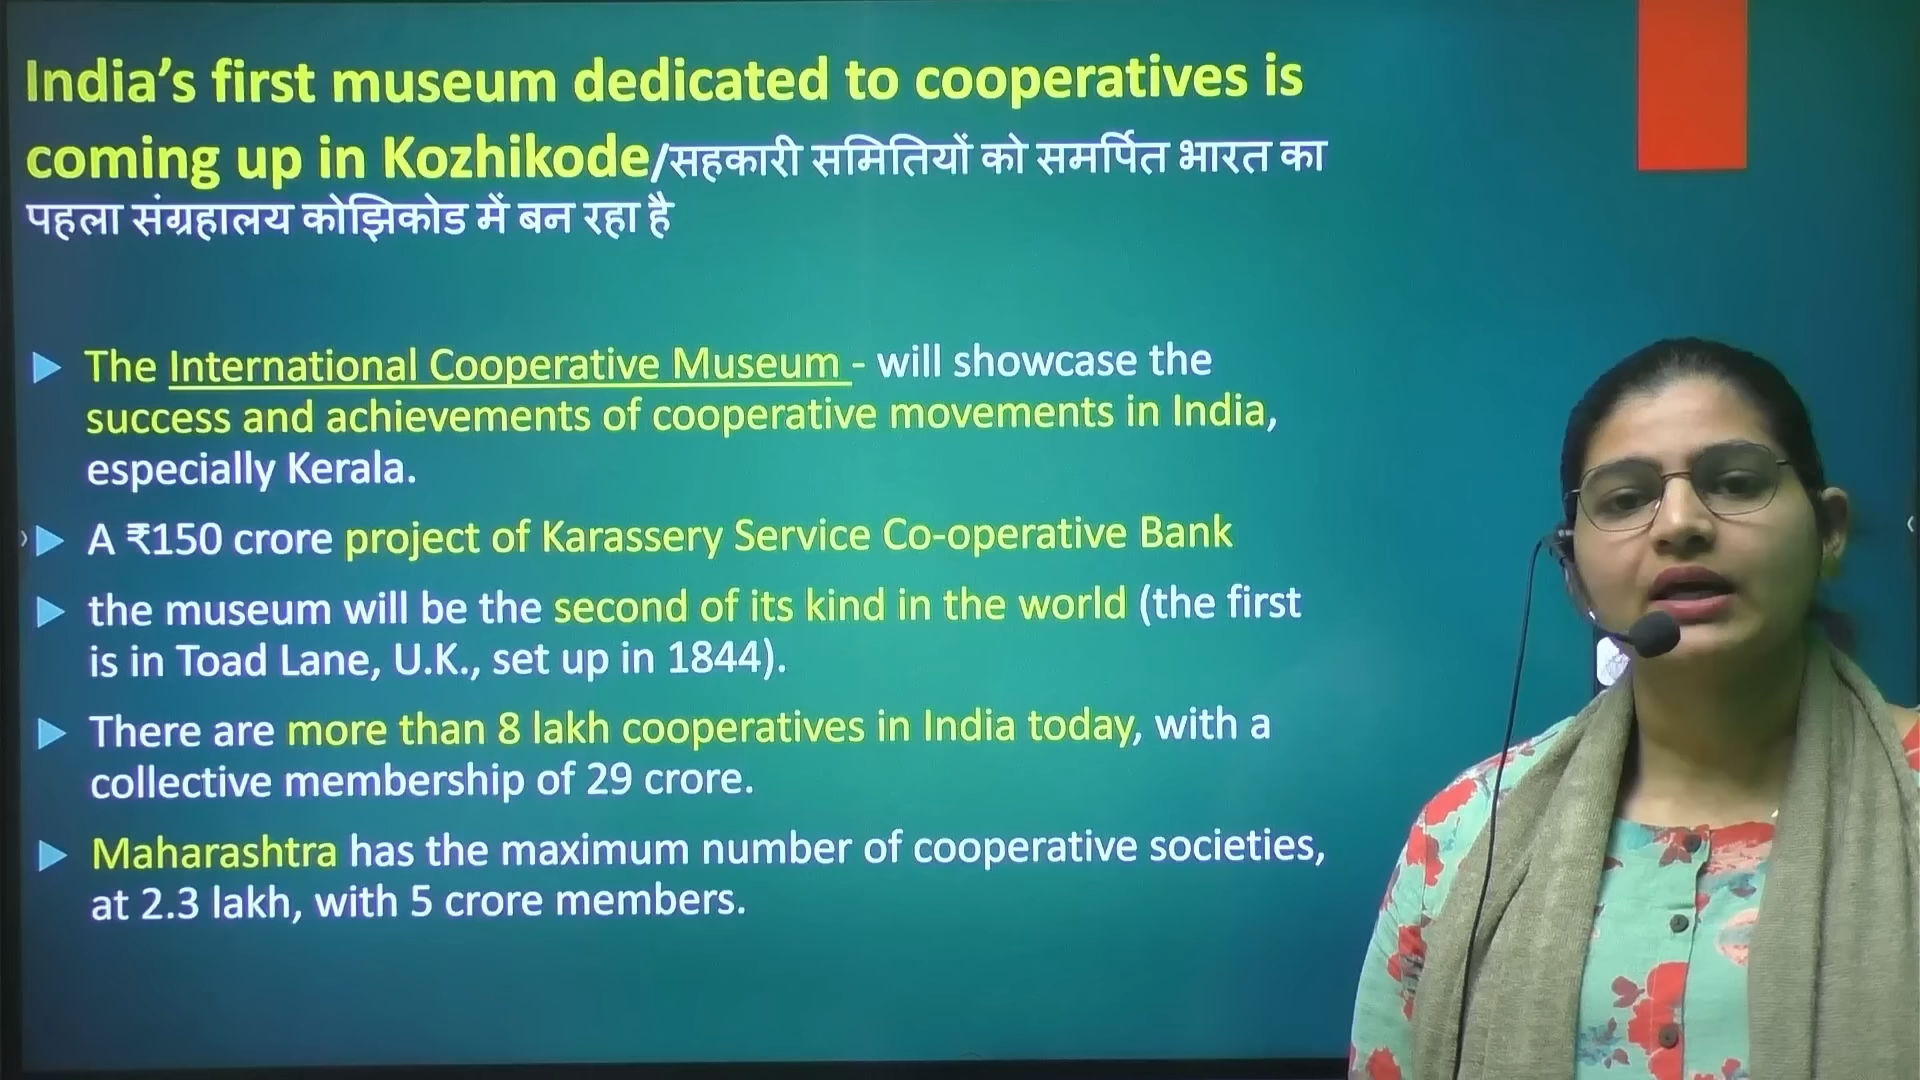 India’s first museum dedicated to cooperatives is
coming up in Kozhikode/सहकारी समितियों को समर्पित भारत का
पहला संग्रहालय कोझिकोड में बन रहा है
The International Cooperative Museum - will showcase the
success and achievements of cooperative movements in India,
especially Kerala.
A ₹150 crore project of Karassery Service Co-operative Bank
the museum will be the second of its kind in the world (the first
is in Toad Lane, U.K., set up in 1844).
There are more than 8 lakh cooperatives in India today, with a
collective membership of 29 crore.
Maharashtra has the maximum number of cooperative societies,
at 2.3 lakh, with 5 crore members.